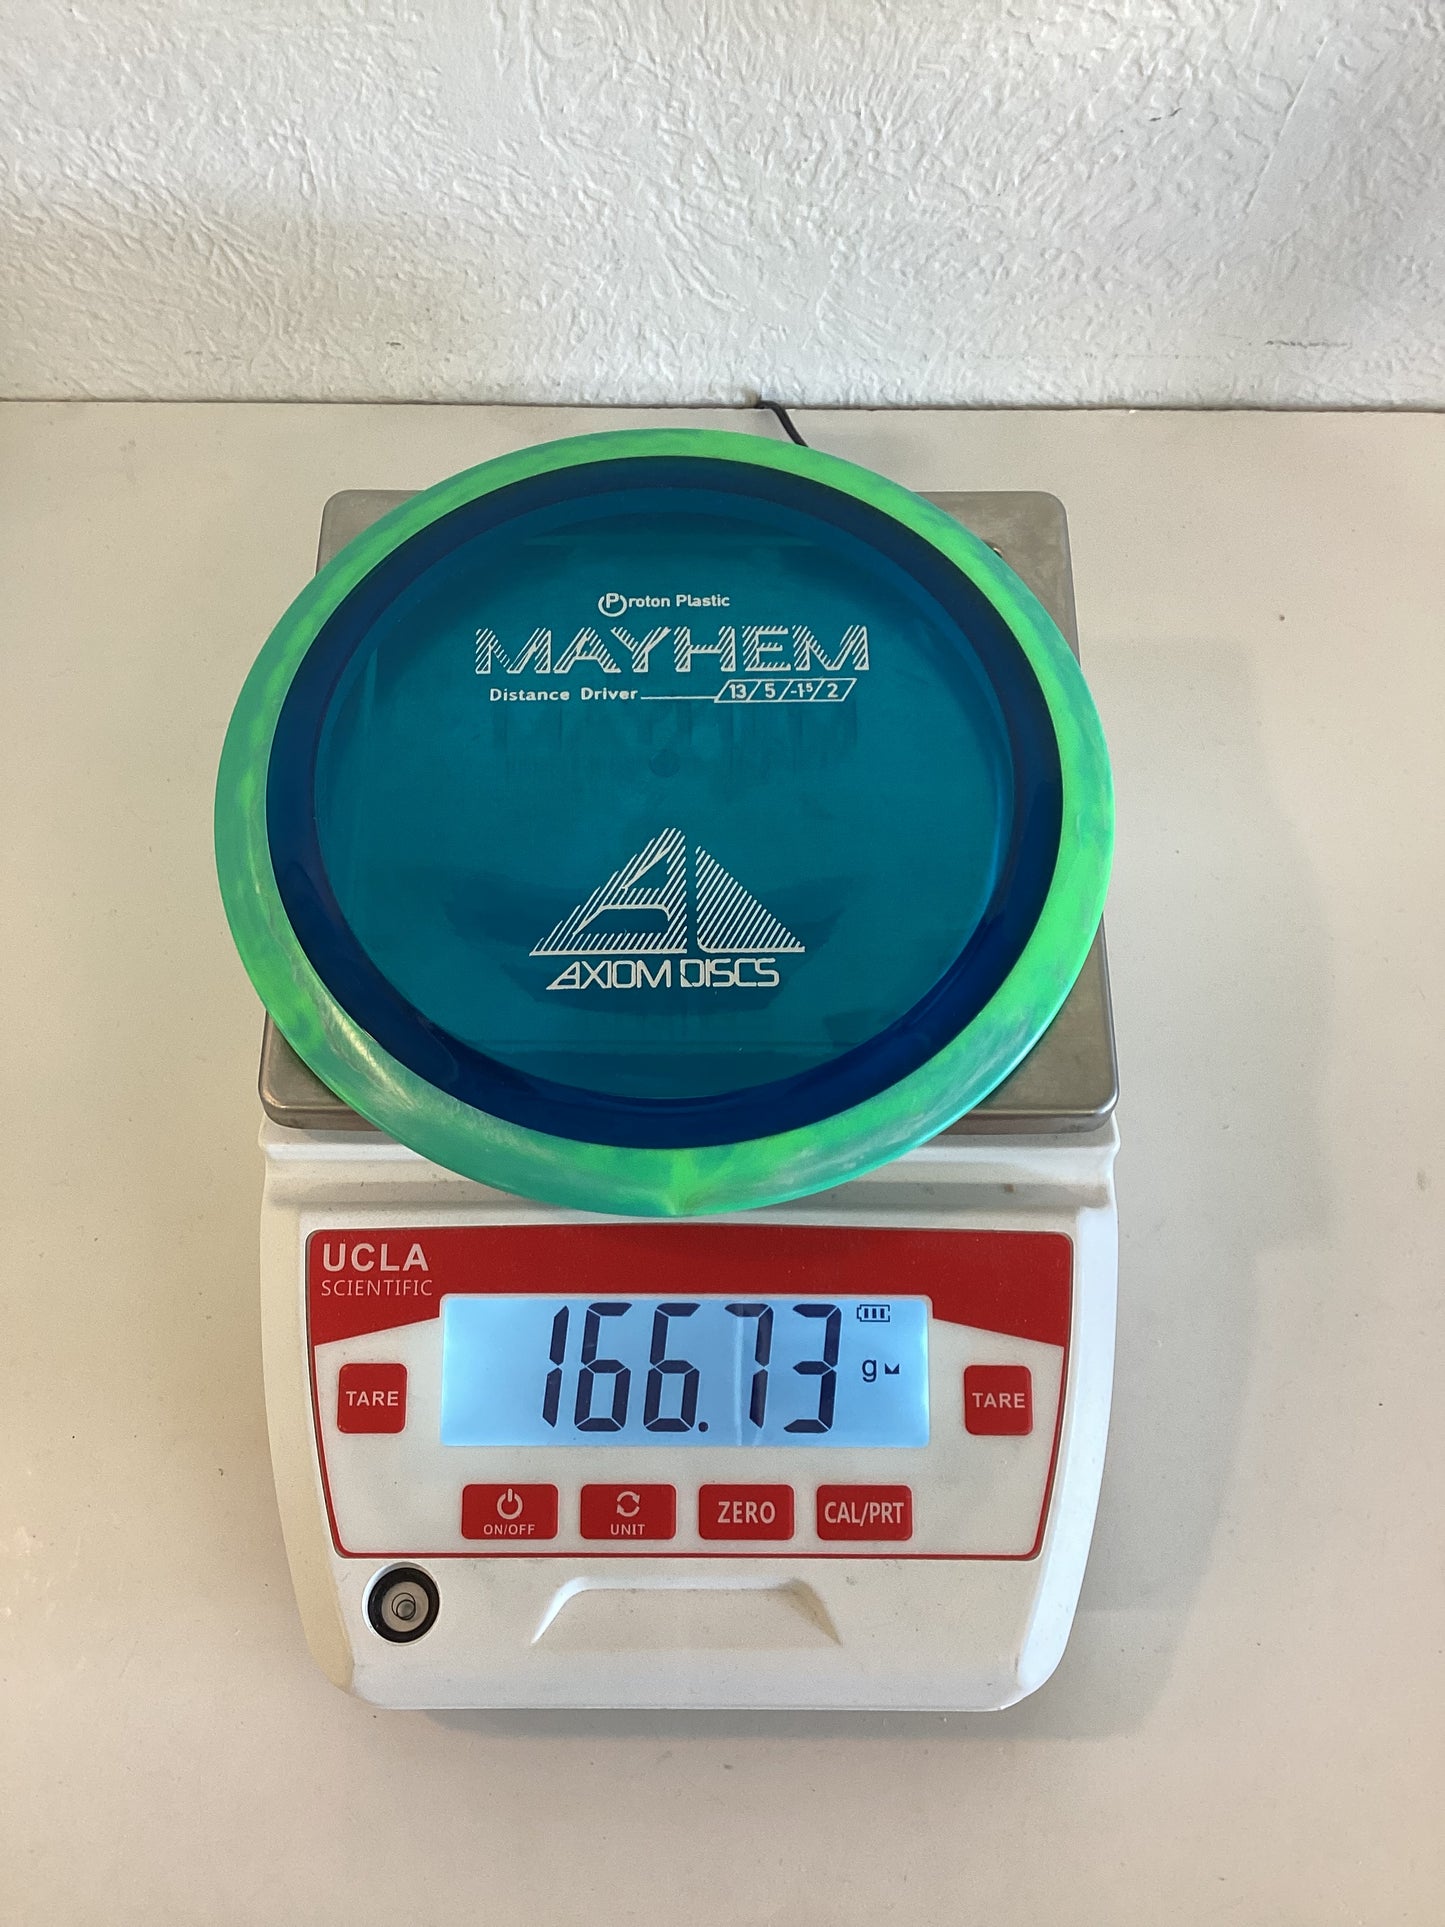 Proton Plastic
MAYHEM
Distance Driver 13/5/-1.5/2
AXIOM DISCS
UCLA
SCIENTIFIC
166.73 g
TARE
TARE
ON/OFF
UNIT
ZERO
CAL/PRT